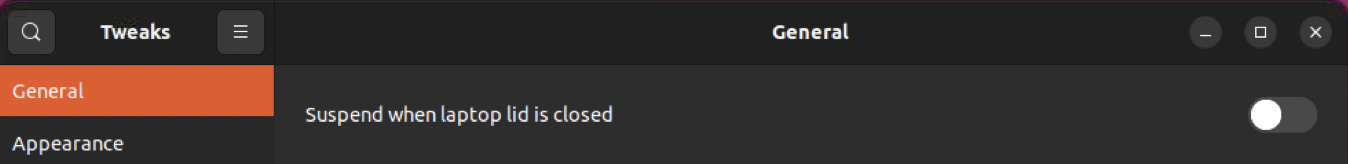 Tweaks
General
General
Suspend when laptop lid is closed
Appearance